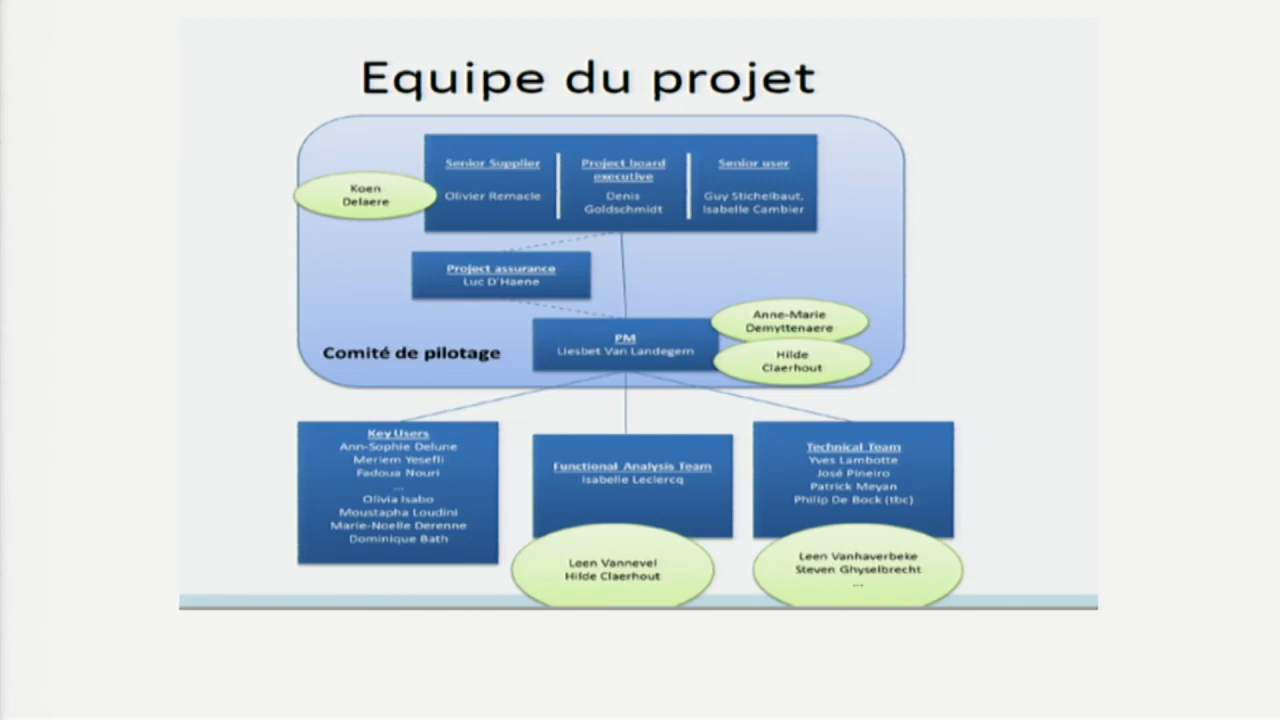 Equipe du projet
Senior Supplier
Olivier Remacle
Project board
executive
Denis
Goldschmidt
Senior user
Guy Stichelbaut,
Isabelle Cambier
Koen
Delaere
Project assurance
Luc D'Haene
PM
Liesbet Van Landegem
Anne-Marie
Demyttenaere
Hilde
Claerhout
Comité de pilotage
Key Users
Ann-Sophie Delune
Meriem Yesefli
Fadoua Nouri
...
Olivia Isabo
Moustapha Loudini
Marie-Noelle Derenne
Dominique Bath
Functional Analysis Team
Isabelle Leclercq
Leen Vannevel
Hilde Claerhout
Technical Team
Yves Lambotte
José Pineiro
Patrick Meyan
Philip De Bock (tbc)
Leen Vanhaverbeke
Steven Ghyselbrecht
...